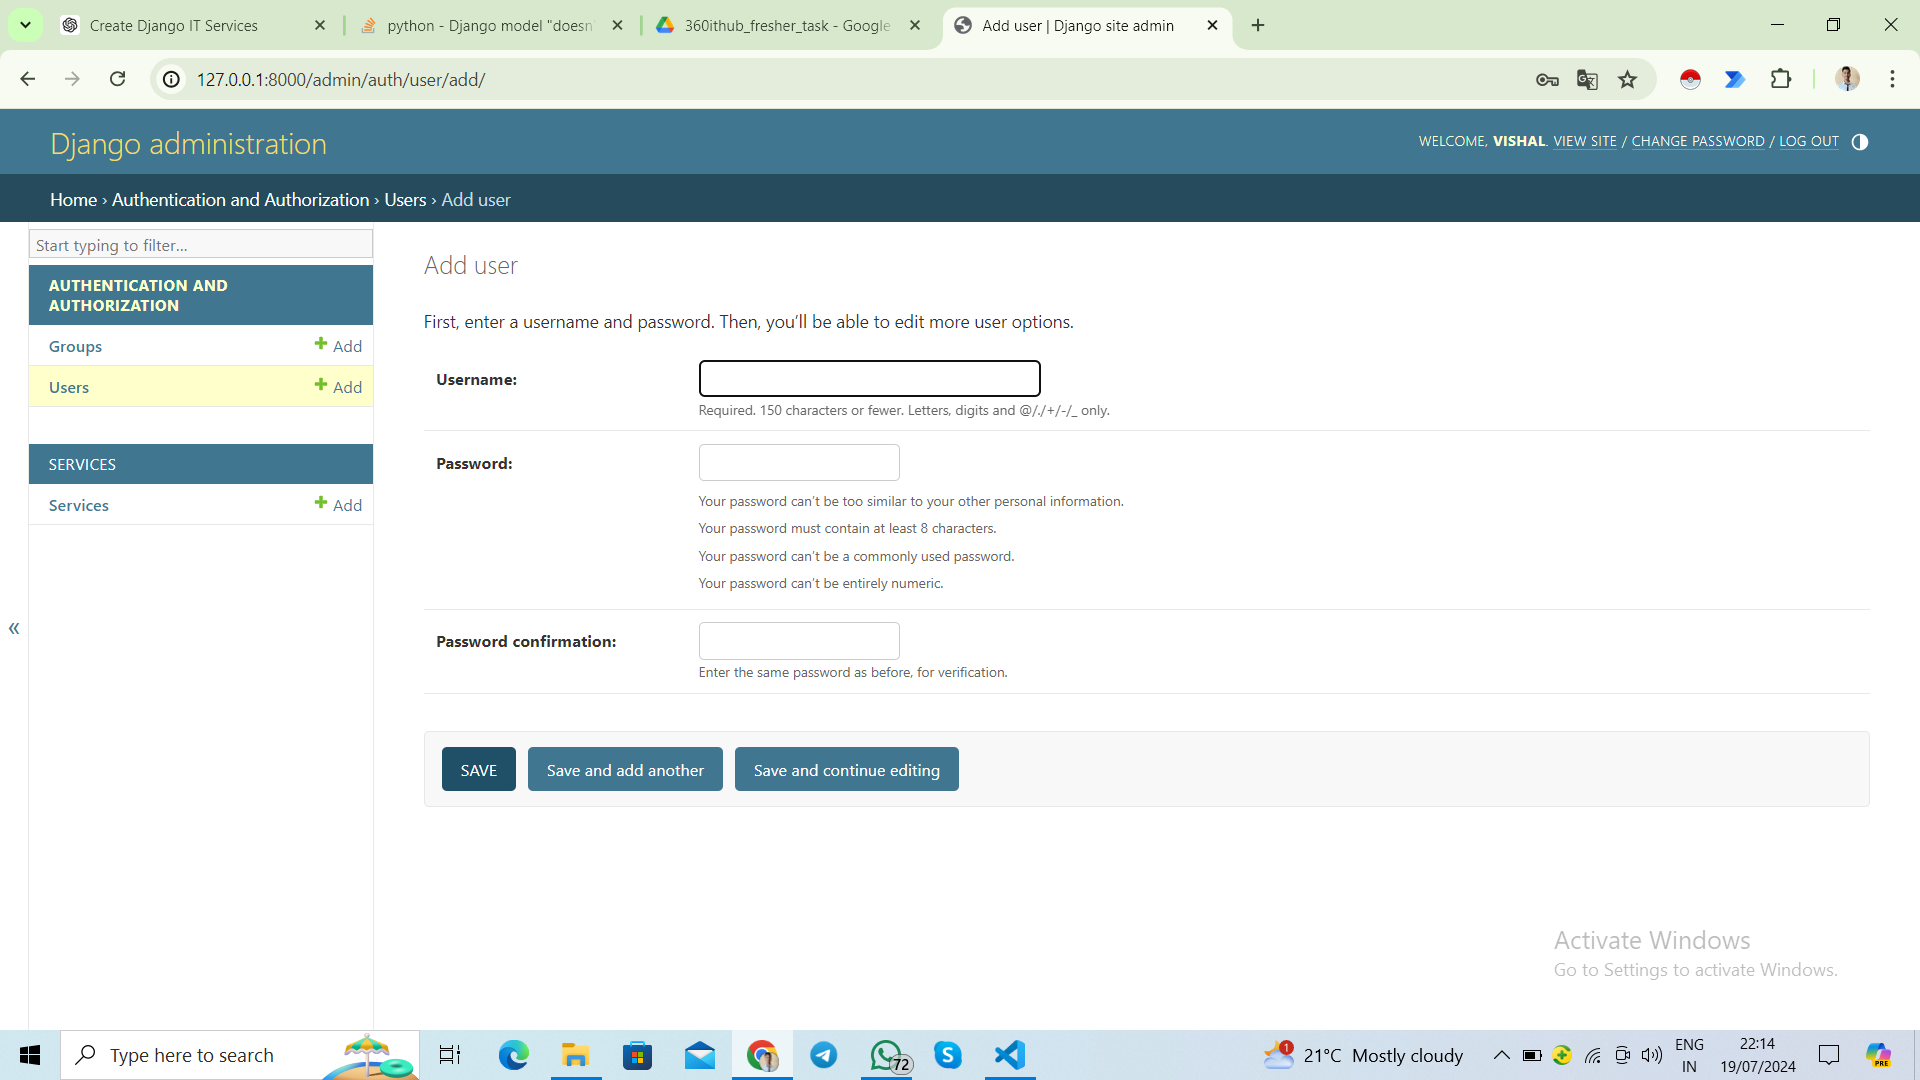 Create Django IT Services
python - Django model "doesn'
360ithub_fresher_task - Google
Add user | Django site admin
127.0.0.1:8000/admin/auth/user/add/
Django administration
WELCOME, VISHAL. VIEW SITE / CHANGE PASSWORD / LOG OUT
Home › Authentication and Authorization › Users › Add user
Start typing to filter...
AUTHENTICATION AND
AUTHORIZATION
Groups + Add
Users + Add
SERVICES
Services + Add
«
Add user
First, enter a username and password. Then, you’ll be able to edit more user options.
Username:
Required. 150 characters or fewer. Letters, digits and @/./+/-/_ only.
Password:
Your password can’t be too similar to your other personal information.
Your password must contain at least 8 characters.
Your password can’t be a commonly used password.
Your password can’t be entirely numeric.
Password confirmation:
Enter the same password as before, for verification.
SAVE
Save and add another
Save and continue editing
Activate Windows
Go to Settings to activate Windows.
Type here to search
72
1
21°C Mostly cloudy
ENG
IN
22:14
19/07/2024
PRE